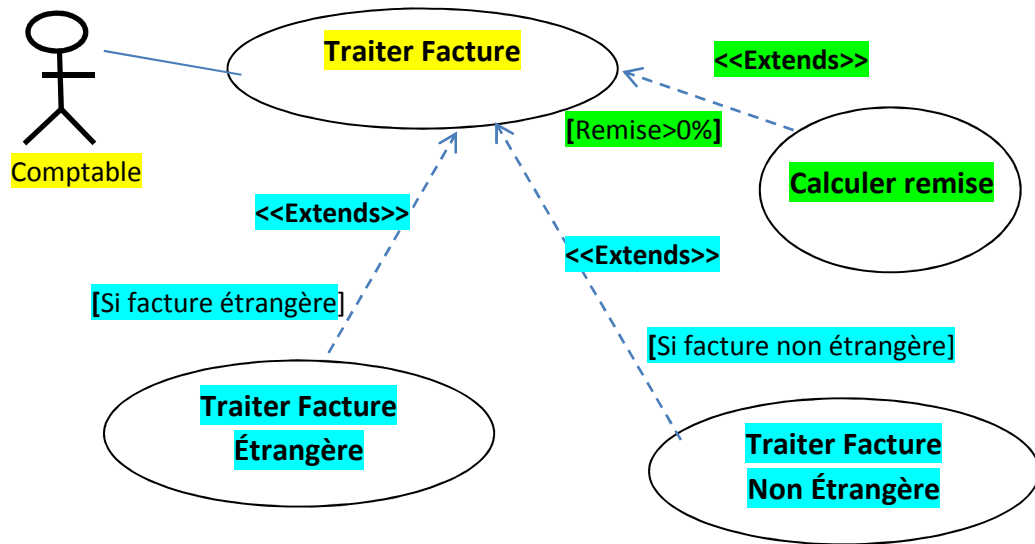 Traiter Facture
<<Extends>>
[Remise>0%]
Comptable
Calculer remise
<<Extends>>
<<Extends>>
[Si facture étrangère]
[Si facture non étrangère]
Traiter Facture
Étrangère
Traiter Facture
Non Étrangère